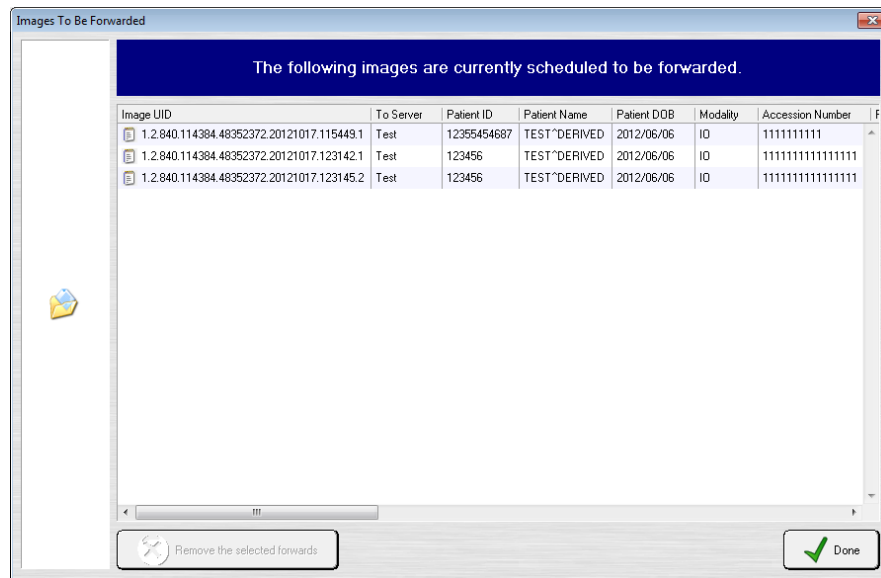 Images To Be Forwarded
The following images are currently scheduled to be forwarded.
Image UID To Server Patient ID Patient Name Patient DOB Modality Accession Number
1.2.840.114384.48352372.20121017.115449.1 Test 12355454687 TEST^DERIVED 2012/06/06 IO 1111111111
1.2.840.114384.48352372.20121017.123142.1 Test 123456 TEST^DERIVED 2012/06/06 IO 1111111111111111
1.2.840.114384.48352372.20121017.123145.2 Test 123456 TEST^DERIVED 2012/06/06 IO 1111111111111111
Remove the selected forwards
Done